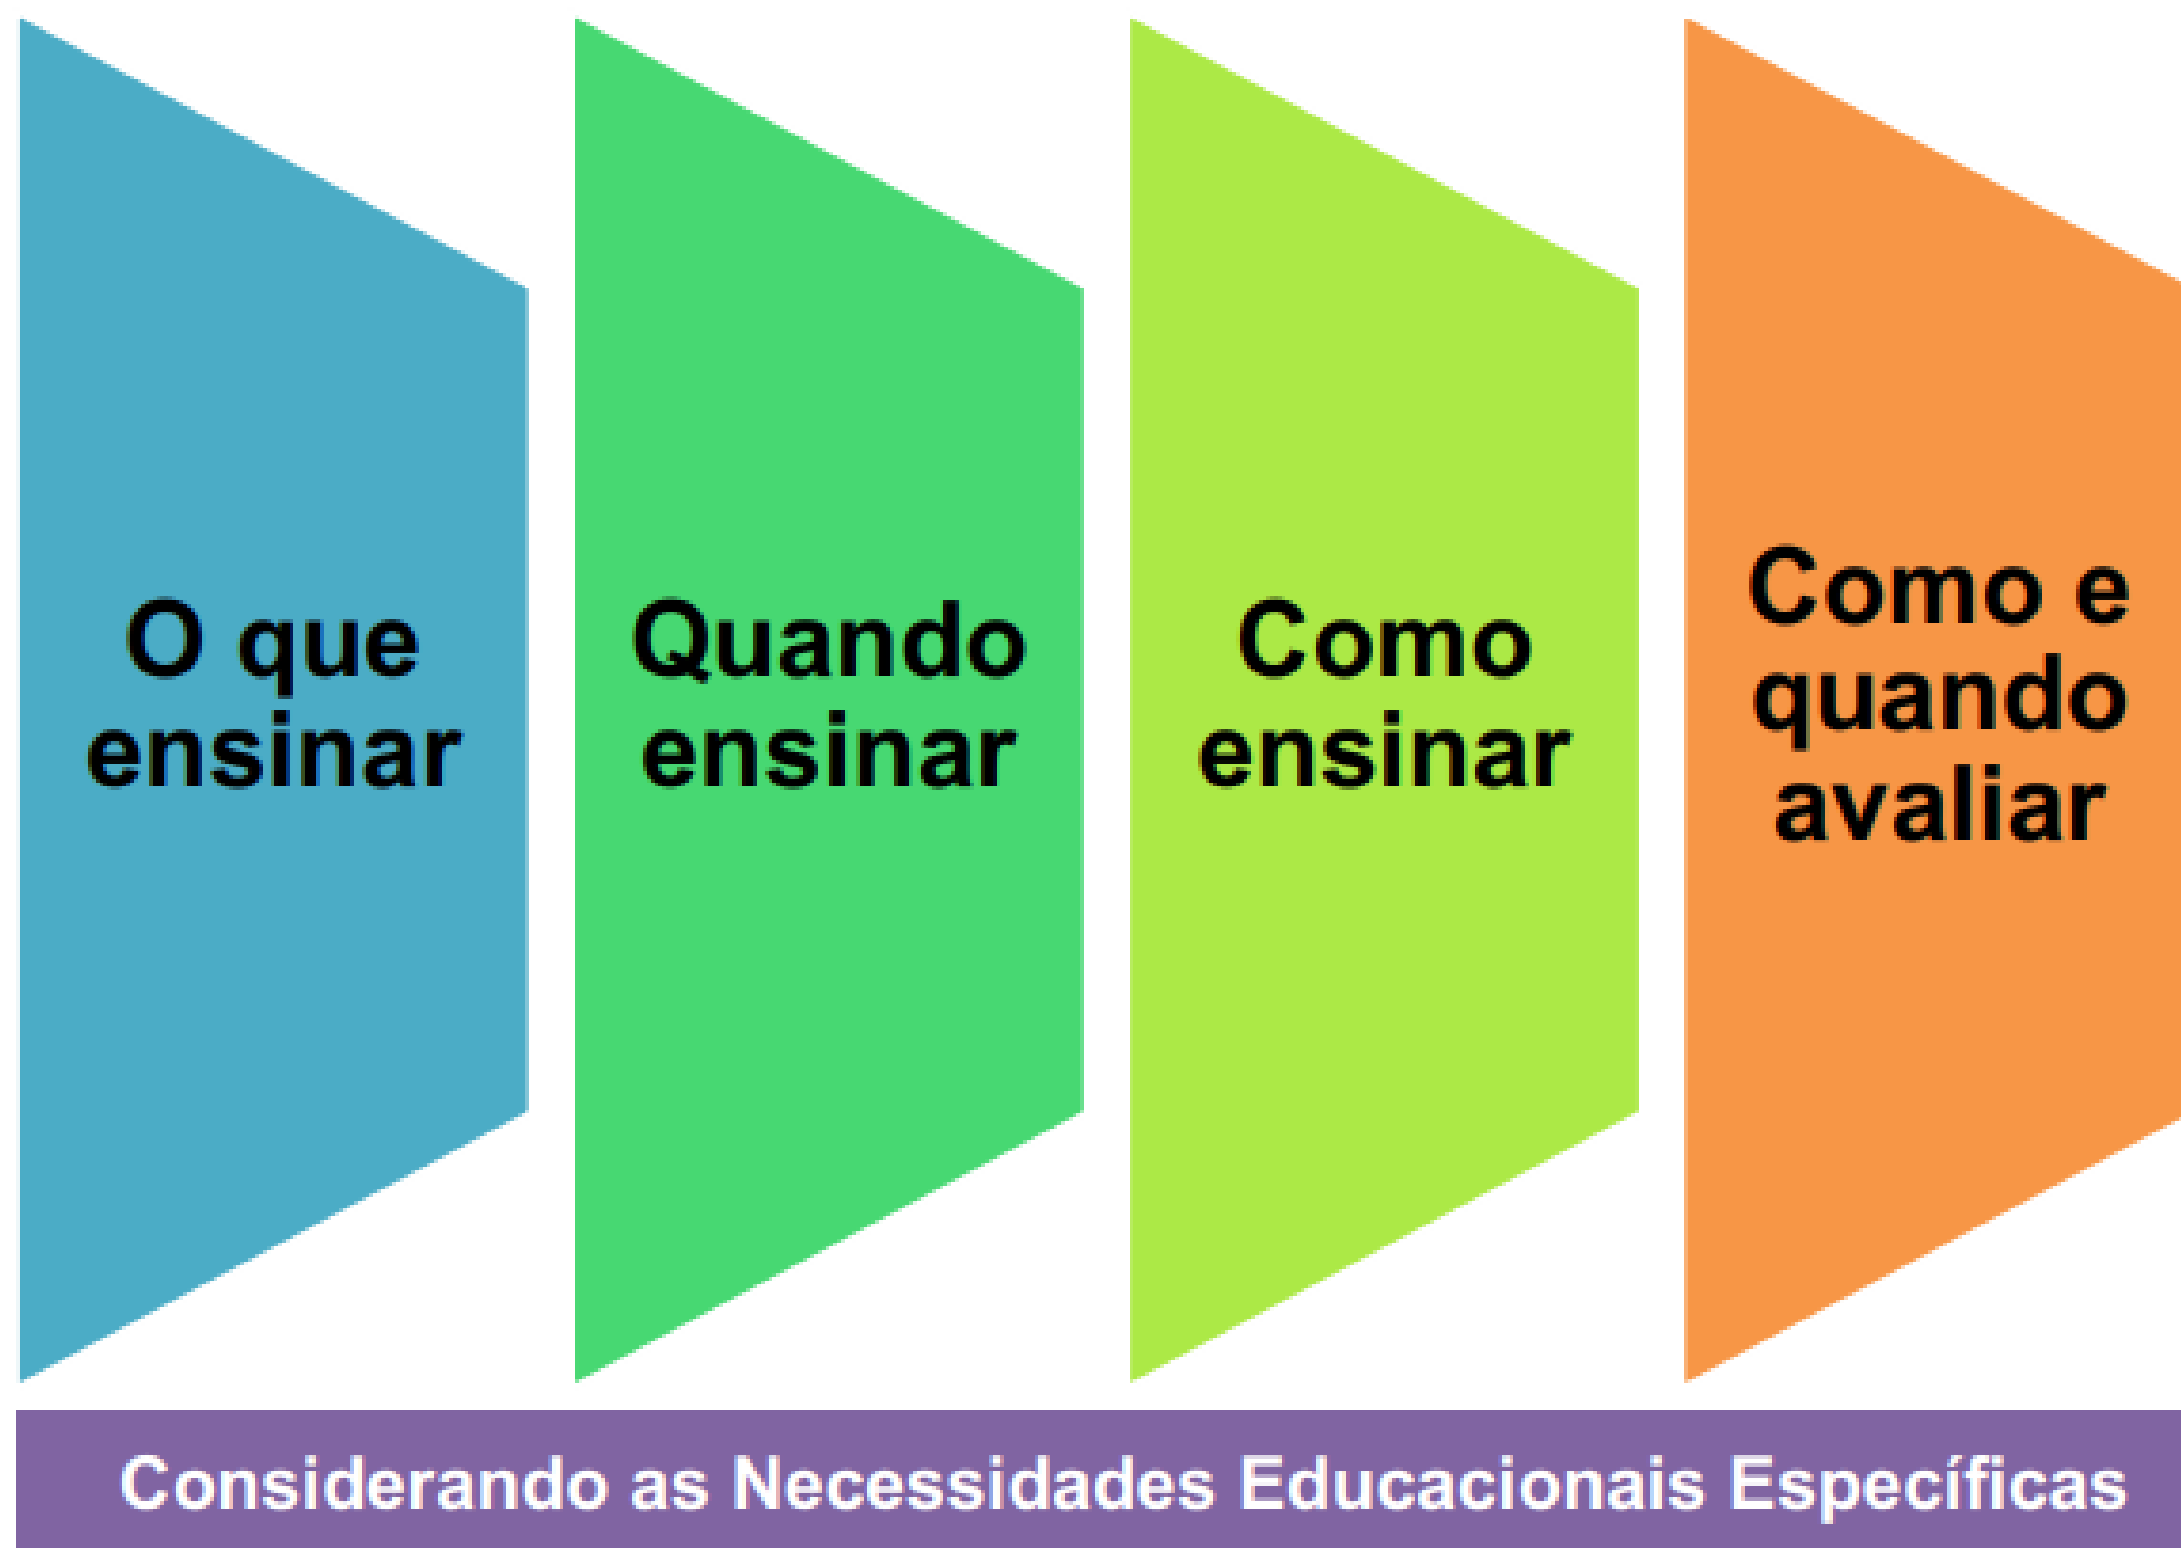 O que
ensinar
Quando
ensinar
Como
ensinar
Como e
quando
avaliar
Considerando as Necessidades Educacionais Específicas